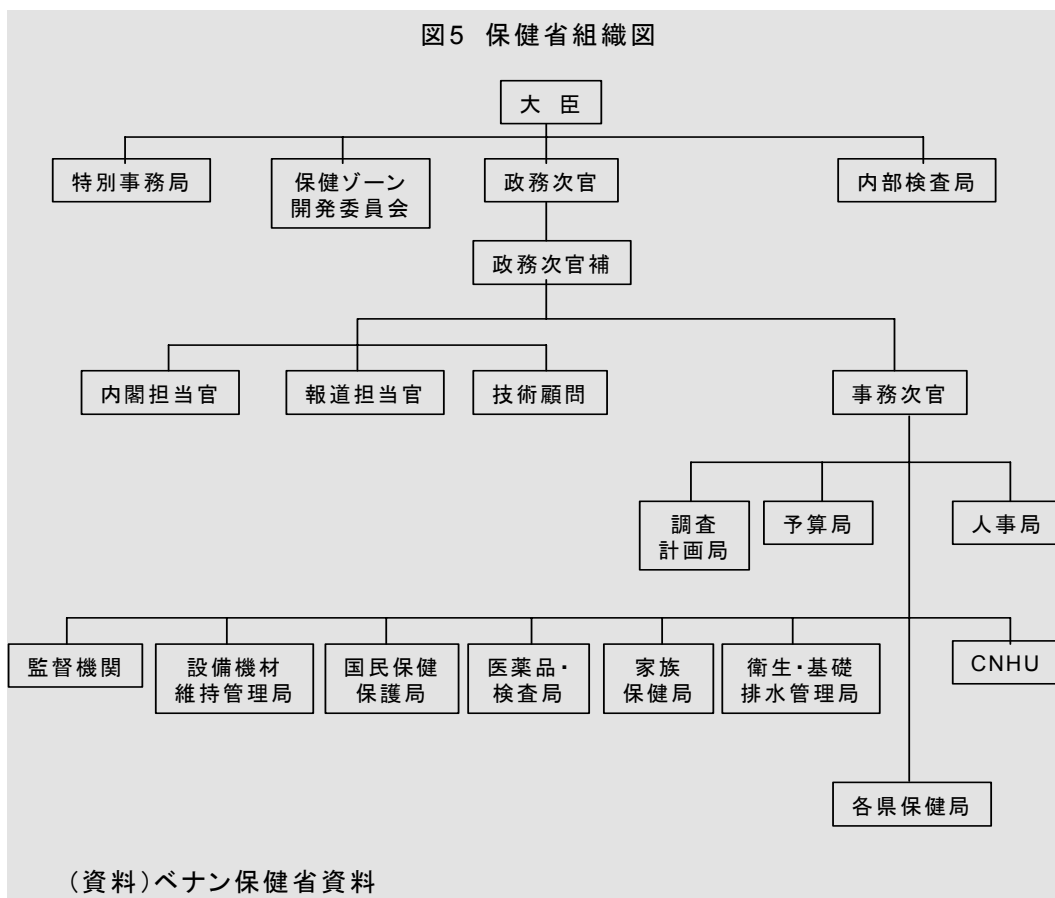 図5 保健省組織図
大 臣
特別事務局
保健ゾーン
開発委員会
政務次官
内部検査局
政務次官補
内閣担当官
報道担当官
技術顧問
事務次官
調査
計画局
予算局
人事局
監督機関
設備機材
維持管理局
国民保健
保護局
医薬品・
検査局
家族
保健局
衛生・基礎
排水管理局
CNHU
各県保健局
(資料)ベナン保健省資料